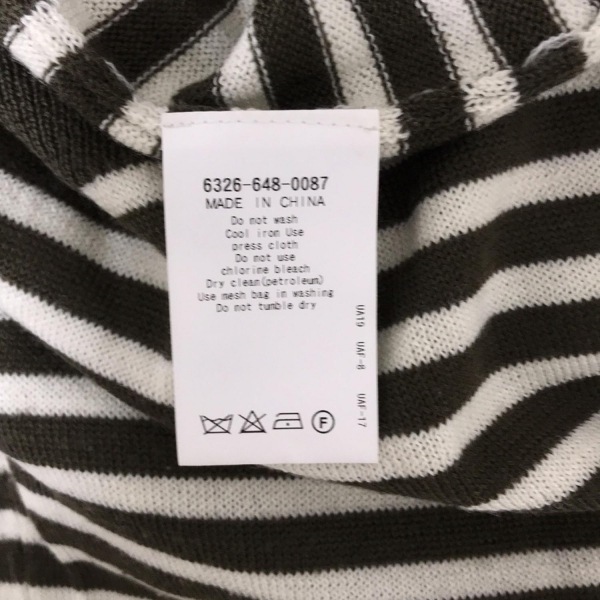 6326-648-0087
MADE IN CHINA
Do not wash
Cool iron Use
press cloth
Do not use
chlorine bleach
Dry clean(petroleum)
Use mesh bag in washing
Do not tumble dry
UA19 UAF-8 UAF-17
F